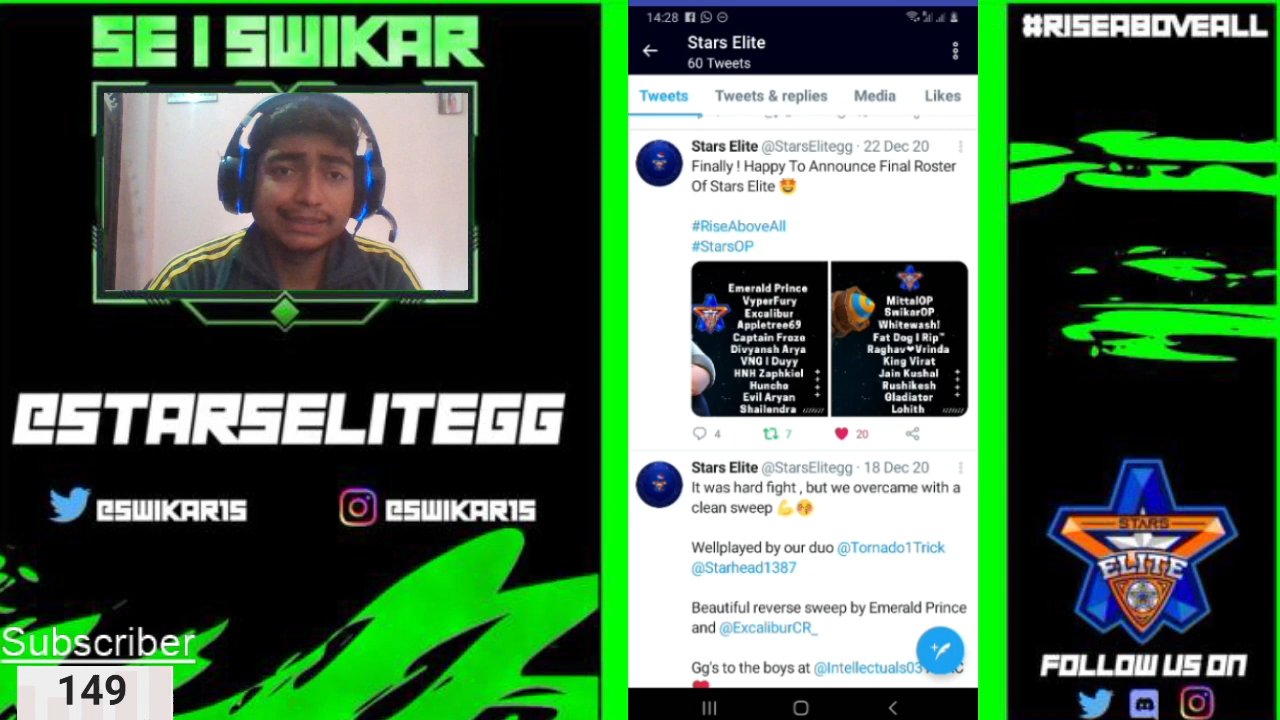 SE I SWIKAR
@STARSELITEGG
@SWIKAR15
@SWIKAR15
Subscriber
149
14:28
Stars Elite
60 Tweets
Tweets
Tweets & replies
Media
Likes
Stars Elite @StarsElitegg · 22 Dec 20
Finally ! Happy To Announce Final Roster
Of Stars Elite 🤩
#RiseAboveAll
#StarsOP
Emerald Prince
VyperFury
Excalibur
Appletree69
Captain Froze
Divyansh Arya
VNG | Duyy
HNH Zaphkiel
Huncho
Evil Aryan
Shailendra
MittalOP
SwikarOP
Whitewash!
Fat Dog I Rip™
Raghav❤Vrinda
King Virat
Jain Kushal
Rushikesh
Gladiator
Lohith
4
7
20
Stars Elite @StarsElitegg · 18 Dec 20
It was hard fight , but we overcame with a
clean sweep 💪😚
Wellplayed by our duo @Tornado1Trick
@Starhead1387
Beautiful reverse sweep by Emerald Prince
and @ExcaliburCR_
Gg's to the boys at
#RISEABOVEALL
STARS
ELITE
FOLLOW US ON